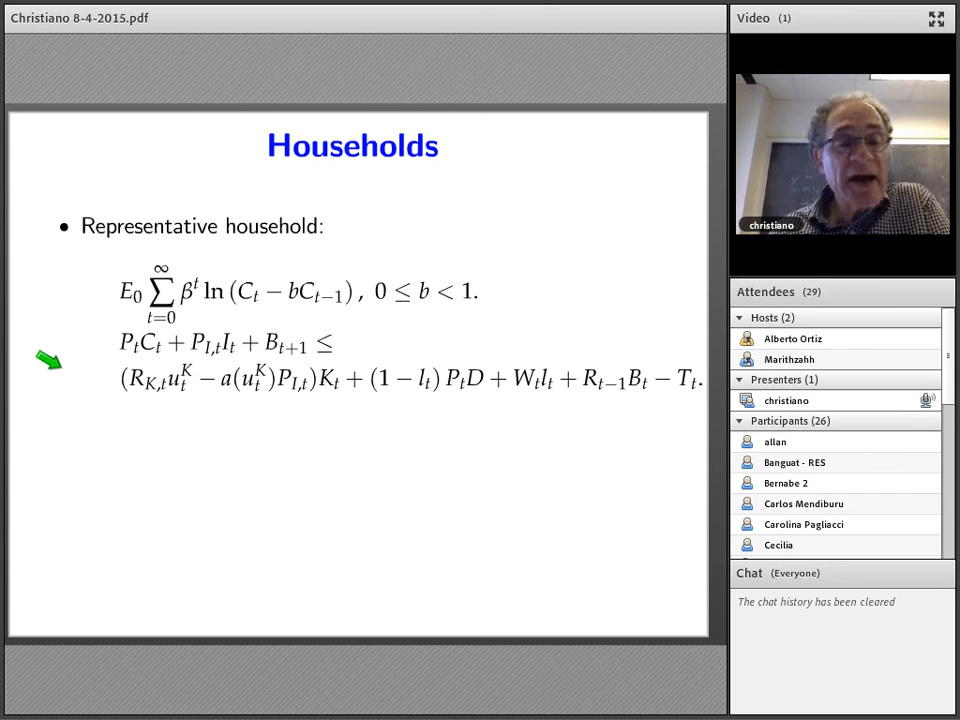 Christiano 8-4-2015.pdf
Households
• Representative household:
E_0 ∑_{t=0}^{∞} β^t ln (C_t − bC_{t−1}) , 0 ≤ b < 1.
P_tC_t + P_{I,t}I_t + B_{t+1} ≤
(R_{K,t}u_t^K − a(u_t^K)P_{I,t})K_t + (1 − l_t) P_tD + W_tl_t + R_{t−1}B_t − T_t.
Video (1)
christiano
Attendees (29)
Hosts (2)
Alberto Ortiz
Marithzahh
Presenters (1)
christiano
Participants (26)
allan
Banguat - RES
Bernabe 2
Carlos Mendiburu
Carolina Pagliacci
Cecilia
Chat (Everyone)
The chat history has been cleared